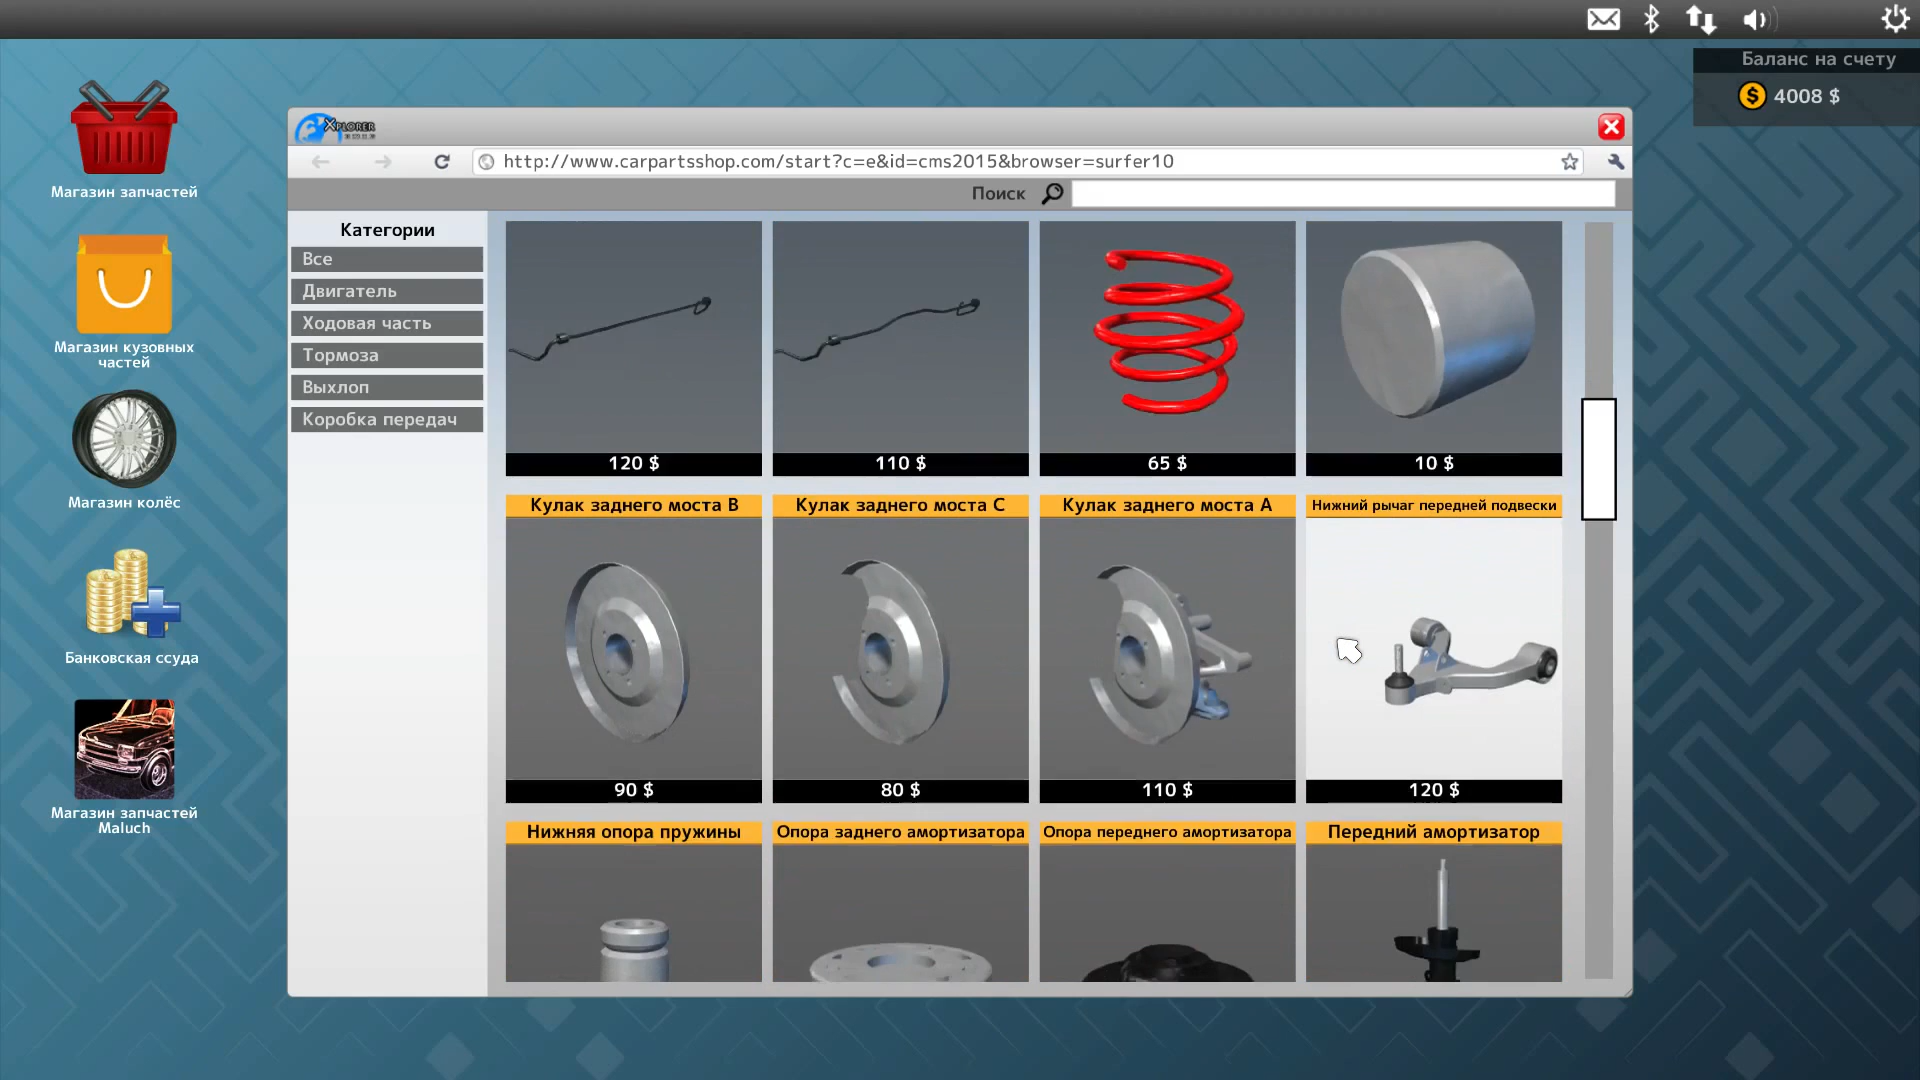 Баланс на счету
4008 $
Магазин запчастей
Магазин кузовных
частей
Магазин колёс
Банковская ссуда
Магазин запчастей
Maluch
XPLORER
http://www.carpartsshop.com/start?c=e&id=cms2015&browser=surfer10
Поиск
Категории
Все
Двигатель
Ходовая часть
Тормоза
Выхлоп
Коробка передач
120 $
110 $
65 $
10 $
Кулак заднего моста B
Кулак заднего моста C
Кулак заднего моста A
Нижний рычаг передней подвески
90 $
80 $
110 $
120 $
Нижняя опора пружины
Опора заднего амортизатора
Опора переднего амортизатора
Передний амортизатор